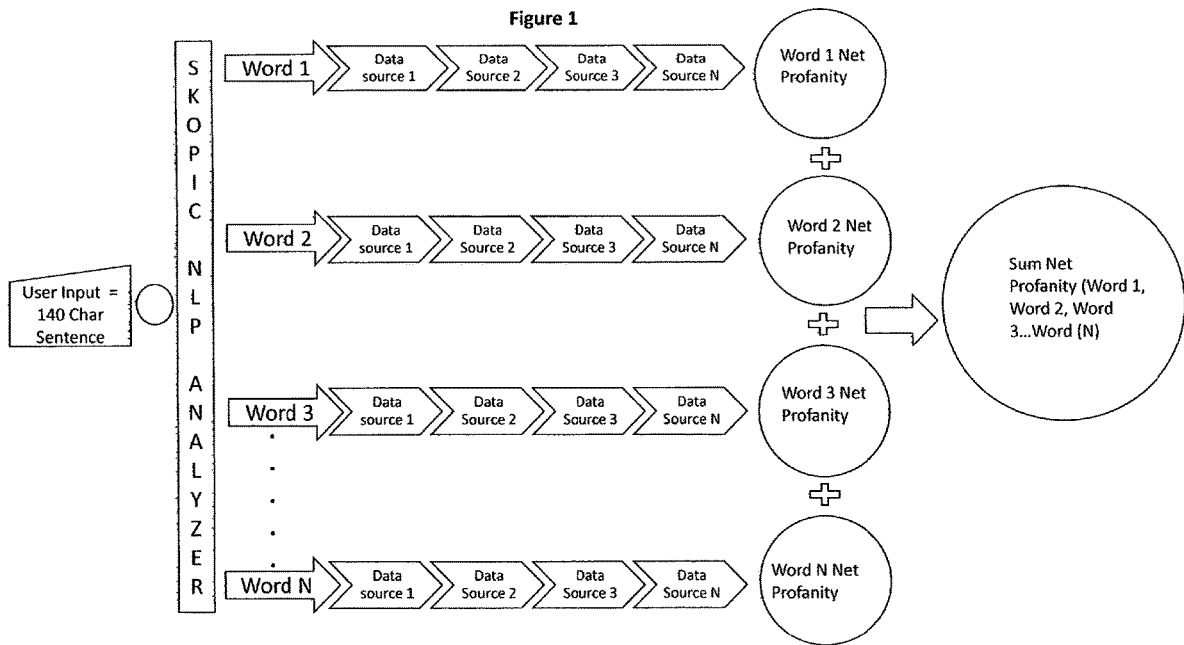 Figure 1
User Input =
140 Char
Sentence
SKOPIC NLP ANALYZER
Word 1
Data
source 1
Data
Source 2
Data
Source 3
Data
Source N
Word 1 Net
Profanity
Word 2
Data
source 1
Data
Source 2
Data
Source 3
Data
Source N
Word 2 Net
Profanity
Word 3
Data
source 1
Data
Source 2
Data
Source 3
Data
Source N
Word 3 Net
Profanity
Word N
Data
source 1
Data
Source 2
Data
Source 3
Data
Source N
Word N Net
Profanity
Sum Net
Profanity (Word 1,
Word 2, Word
3...Word (N)